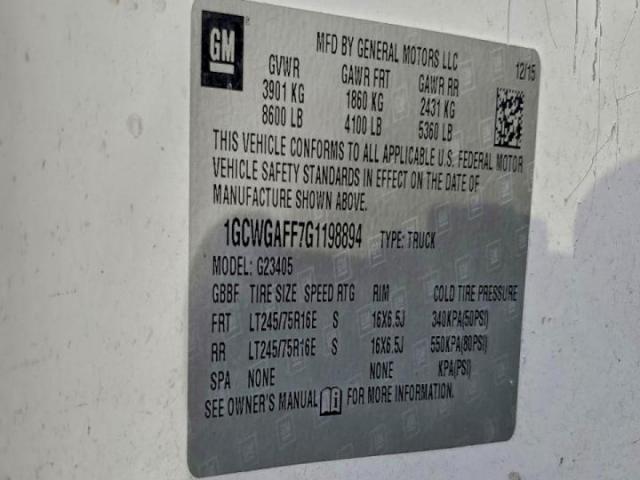 GM
MFD BY GENERAL MOTORS LLC
12/15
GVWR GAWR FRT GAWR RR
3901 KG 1860 KG 2431 KG
8600 LB 4100 LB 5360 LB
THIS VEHICLE CONFORMS TO ALL APPLICABLE U.S. FEDERAL MOTOR
VEHICLE SAFETY STANDARDS IN EFFECT ON THE DATE OF
MANUFACTURE SHOWN ABOVE.
1GCWGAFF7G1198894 TYPE: TRUCK
MODEL: G23405
GBBF TIRE SIZE SPEED RTG RIM COLD TIRE PRESSURE
FRT LT245/75R16E S 16X6.5J 340KPA(50PSI)
RR LT245/75R16E S 16X6.5J 550KPA(80PSI)
SPA NONE NONE KPA(PSI)
SEE OWNER'S MANUAL FOR MORE INFORMATION.